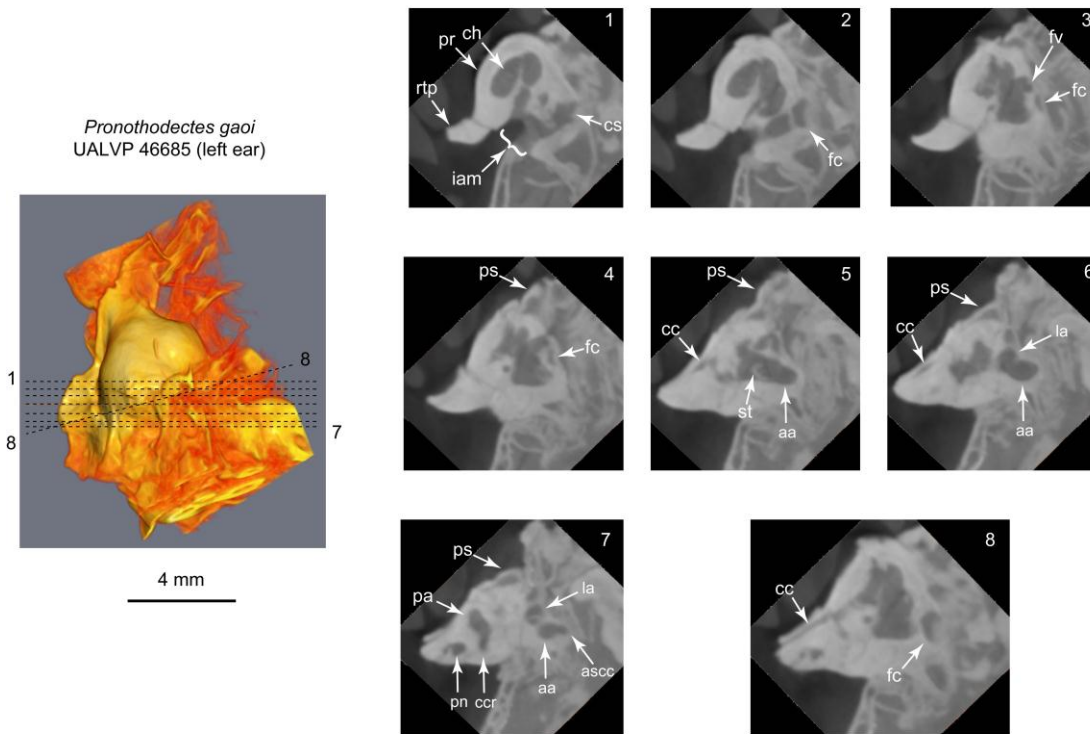 Pronothodectes gaoi
UALVP 46685 (left ear)
1
8
8
7
4 mm
1
pr
ch
rtp
cs
iam
2
fc
3
fv
fc
4
ps
fc
5
ps
cc
st
aa
6
ps
cc
la
aa
7
ps
pa
la
pn
ccr
aa
ascc
8
cc
fc